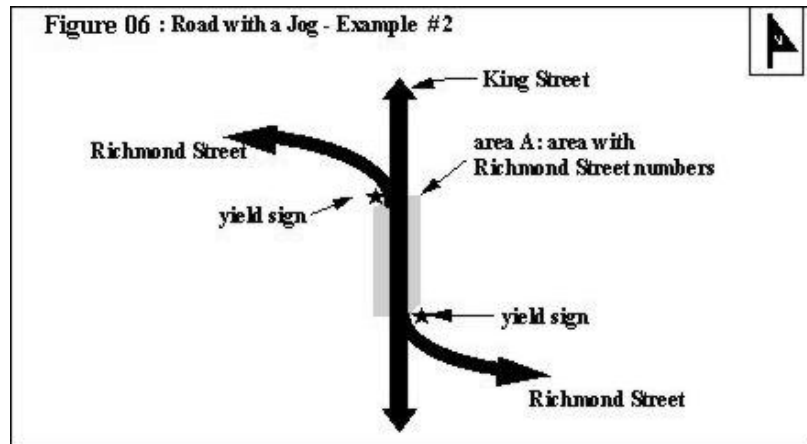 Figure 06 : Road with a Jog - Example #2
N
King Street
Richmond Street
area A: area with
Richmond Street numbers
yield sign
yield sign
Richmond Street